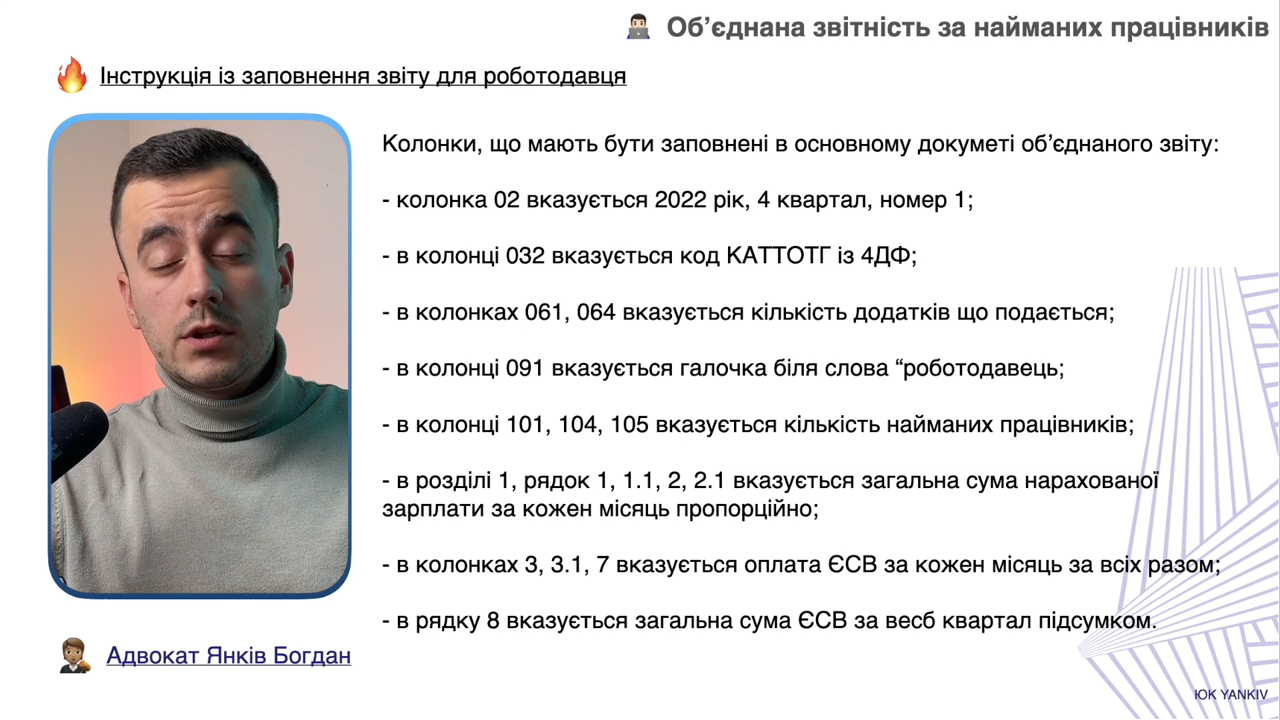 Об’єднана звітність за найманих працівників
Інструкція із заповнення звіту для роботодавця
Колонки, що мають бути заповнені в основному докуметі об’єднаного звіту:
- колонка 02 вказується 2022 рік, 4 квартал, номер 1;
- в колонці 032 вказується код КАТТОТГ із 4ДФ;
- в колонках 061, 064 вказується кількість додатків що подається;
- в колонці 091 вказується галочка біля слова “роботодавець;
- в колонці 101, 104, 105 вказується кількість найманих працівників;
- в розділі 1, рядок 1, 1.1, 2, 2.1 вказується загальна сума нарахованої
зарплати за кожен місяць пропорційно;
- в колонках 3, 3.1, 7 вказується оплата ЄСВ за кожен місяць за всіх разом;
- в рядку 8 вказується загальна сума ЄСВ за весб квартал підсумком.
Адвокат Янків Богдан
ЮК YANKIV